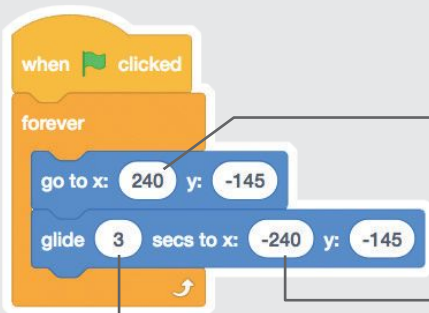 when clicked
forever
go to x: 240 y: -145
glide 3 secs to x: -240 y: -145